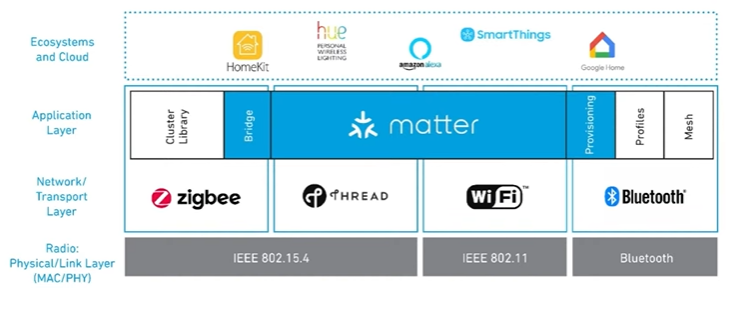 Ecosystems
and Cloud
HomeKit
hue
PERSONAL
WIRELESS
LIGHTING
amazon alexa
SmartThings
Google Home
Application
Layer
Cluster
Library
Bridge
matter
Provisioning
Profiles
Mesh
Network/
Transport
Layer
zigbee
THREAD
WiFi™
Bluetooth®
Radio:
Physical/Link Layer
(MAC/PHY)
IEEE 802.15.4
IEEE 802.11
Bluetooth